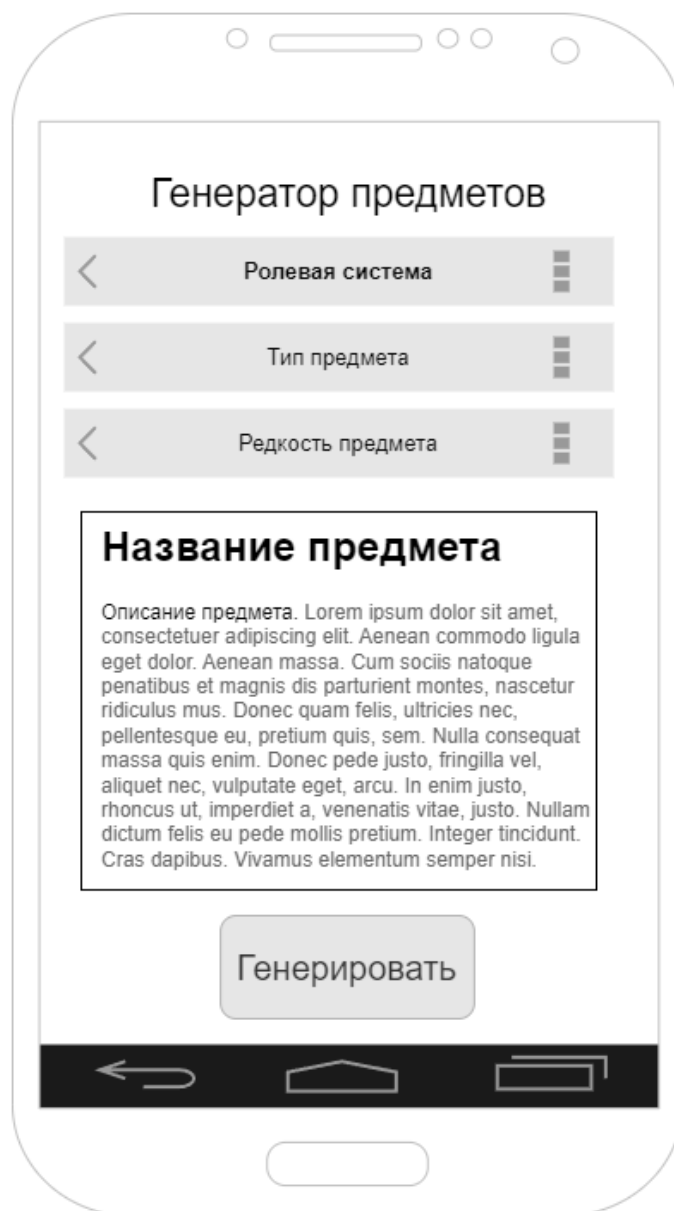 Генератор предметов
Ролевая система
Тип предмета
Редкость предмета
Название предмета
Описание предмета. Lorem ipsum dolor sit amet,
consectetuer adipiscing elit. Aenean commodo ligula
eget dolor. Aenean massa. Cum sociis natoque
penatibus et magnis dis parturient montes, nascetur
ridiculus mus. Donec quam felis, ultricies nec,
pellentesque eu, pretium quis, sem. Nulla consequat
massa quis enim. Donec pede justo, fringilla vel,
aliquet nec, vulputate eget, arcu. In enim justo,
rhoncus ut, imperdiet a, venenatis vitae, justo. Nullam
dictum felis eu pede mollis pretium. Integer tincidunt.
Cras dapibus. Vivamus elementum semper nisi.
Генерировать